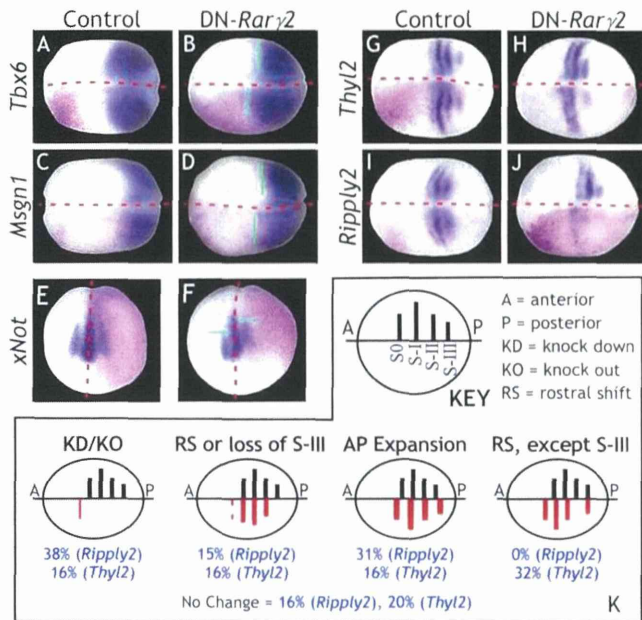 Control DN-Rarγ2 Control DN-Rarγ2
Tbx6 A B Thyl2 G H
Msgn1 C D Ripply2 I J
xNot E F
A P
S0 S-I S-II S-III
KEY
A = anterior
P = posterior
KD = knock down
KO = knock out
RS = rostral shift
KD/KO RS or loss of S-III AP Expansion RS, except S-III
A P A P A P A P
38% (Ripply2) 15% (Ripply2) 31% (Ripply2) 0% (Ripply2)
16% (Thyl2) 16% (Thyl2) 16% (Thyl2) 32% (Thyl2)
No Change = 16% (Ripply2), 20% (Thyl2) K